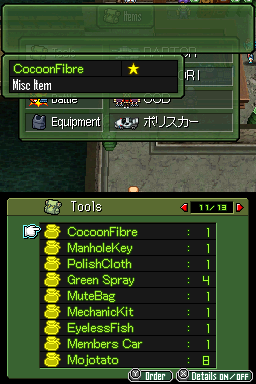 Items
CocoonFibre
Misc Item
Equipment
ポリスカー
Tools
11/13
CocoonFibre : 1
ManholeKey : 1
PolishCloth : 1
Green Spray : 4
MuteBag : 1
MechanicKit : 1
EyelessFish : 1
Members Car : 1
Mojotato : 8
Y Order
X Details ON/OFF